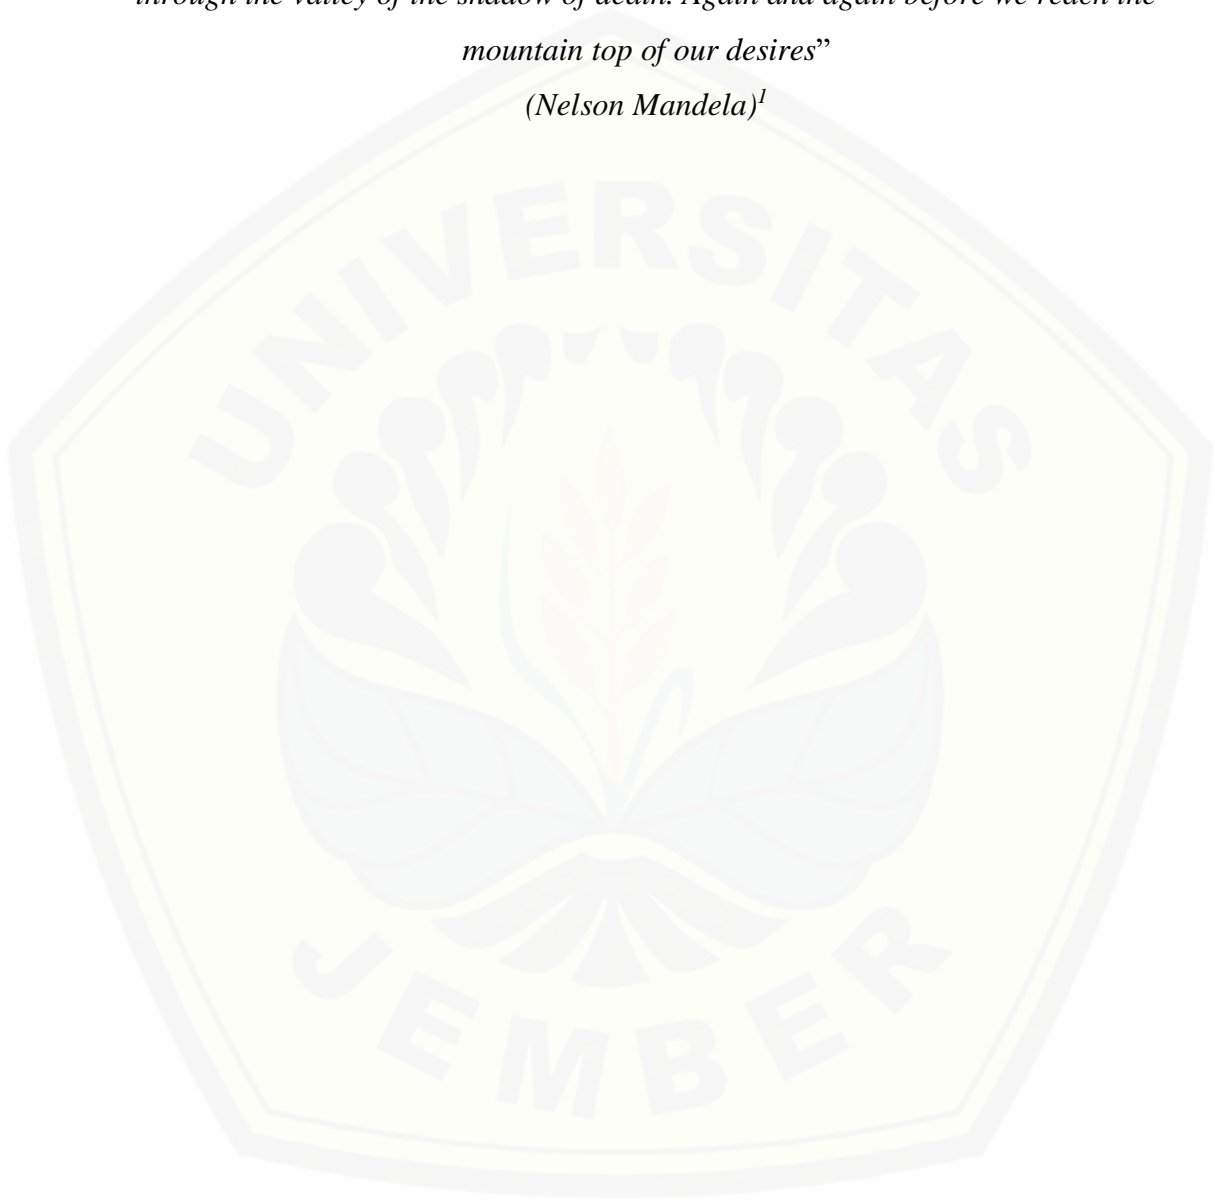 through the valley of the shadow of death. Again and again before we reach the
mountain top of our desires”
(Nelson Mandela)1
UNIVERSITAS
JEMBER